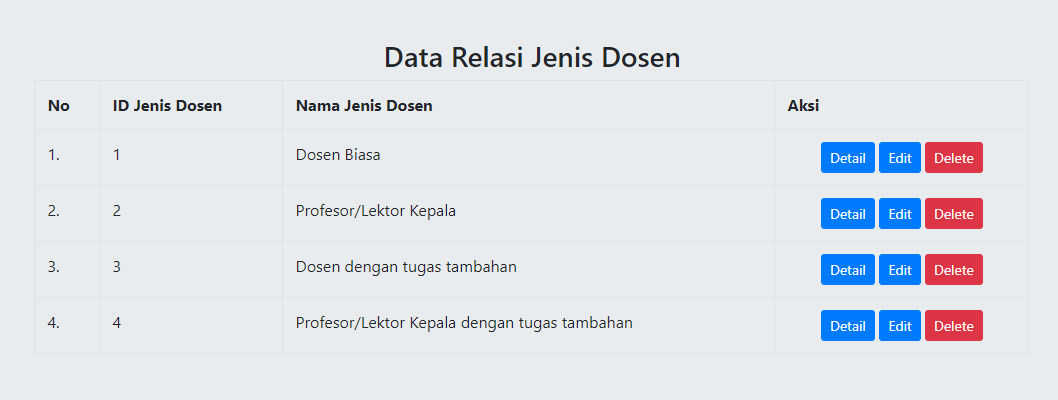 Data Relasi Jenis Dosen
No ID Jenis Dosen Nama Jenis Dosen Aksi
1. 1 Dosen Biasa Detail Edit Delete
2. 2 Profesor/Lektor Kepala Detail Edit Delete
3. 3 Dosen dengan tugas tambahan Detail Edit Delete
4. 4 Profesor/Lektor Kepala dengan tugas tambahan Detail Edit Delete